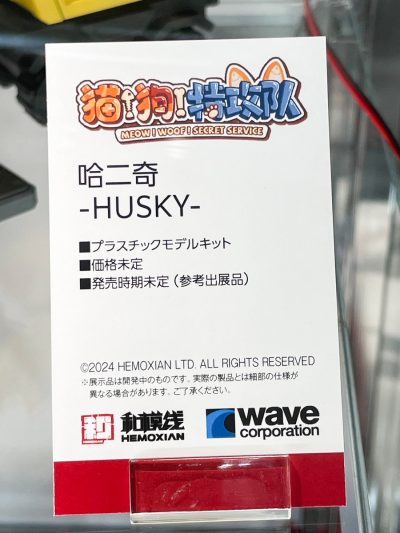 猫!狗!特攻队
MEOW! WOOF! SECRET SERVICE
哈二奇
-HUSKY-
■プラスチックモデルキット
■価格未定
■発売時期未定（参考出展品）
©2024 HEMOXIAN LTD. ALL RIGHTS RESERVED
※展示品は開発中のものです。実際の製品とは細部の仕様が
異なる場合があります。ご了承ください。
和模线
HEMOXIAN
wave
corporation